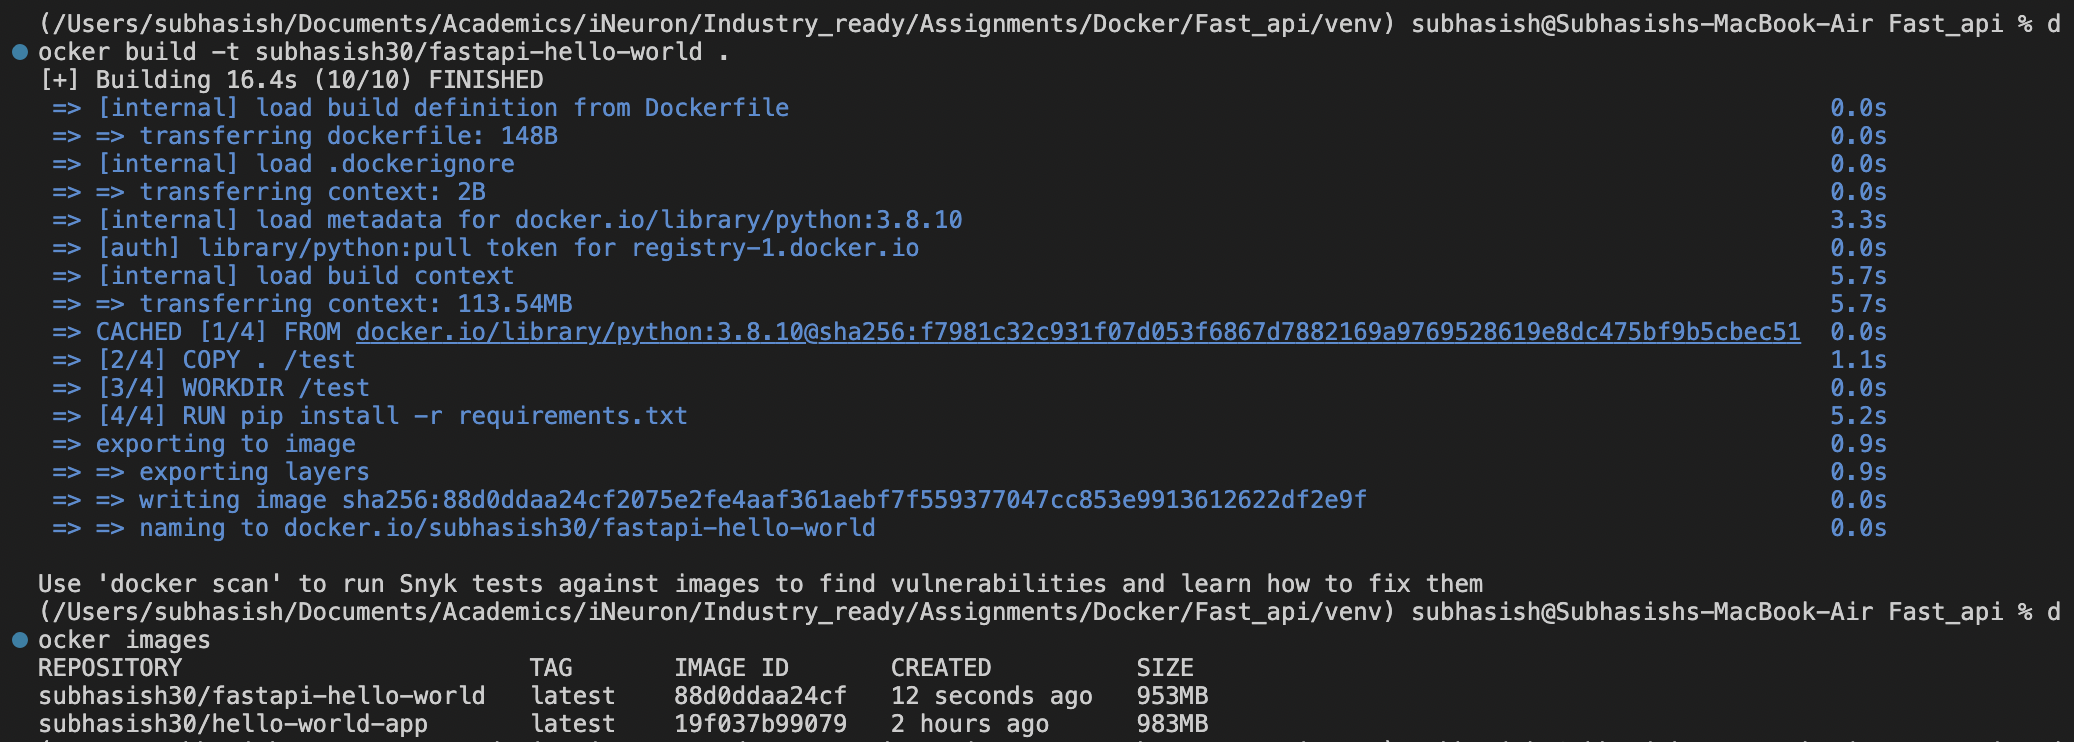 (/Users/subhasish/Documents/Academics/iNeuron/Industry_ready/Assignments/Docker/Fast_api/venv) subhasish@Subhasishs-MacBook-Air Fast_api % d
ocker build -t subhasish30/fastapi-hello-world .
[+] Building 16.4s (10/10) FINISHED
=> [internal] load build definition from Dockerfile 0.0s
=> => transferring dockerfile: 148B 0.0s
=> [internal] load .dockerignore 0.0s
=> => transferring context: 2B 0.0s
=> [internal] load metadata for docker.io/library/python:3.8.10 3.3s
=> [auth] library/python:pull token for registry-1.docker.io 0.0s
=> [internal] load build context 5.7s
=> => transferring context: 113.54MB 5.7s
=> CACHED [1/4] FROM docker.io/library/python:3.8.10@sha256:f7981c32c931f07d053f6867d7882169a9769528619e8dc475bf9b5cbec51 0.0s
=> [2/4] COPY . /test 1.1s
=> [3/4] WORKDIR /test 0.0s
=> [4/4] RUN pip install -r requirements.txt 5.2s
=> exporting to image 0.9s
=> => exporting layers 0.9s
=> => writing image sha256:88d0ddaa24cf2075e2fe4aaf361aebf7f559377047cc853e9913612622df2e9f 0.0s
=> => naming to docker.io/subhasish30/fastapi-hello-world 0.0s
Use 'docker scan' to run Snyk tests against images to find vulnerabilities and learn how to fix them
(/Users/subhasish/Documents/Academics/iNeuron/Industry_ready/Assignments/Docker/Fast_api/venv) subhasish@Subhasishs-MacBook-Air Fast_api % d
ocker images
REPOSITORY TAG IMAGE ID CREATED SIZE
subhasish30/fastapi-hello-world latest 88d0ddaa24cf 12 seconds ago 953MB
subhasish30/hello-world-app latest 19f037b99079 2 hours ago 983MB